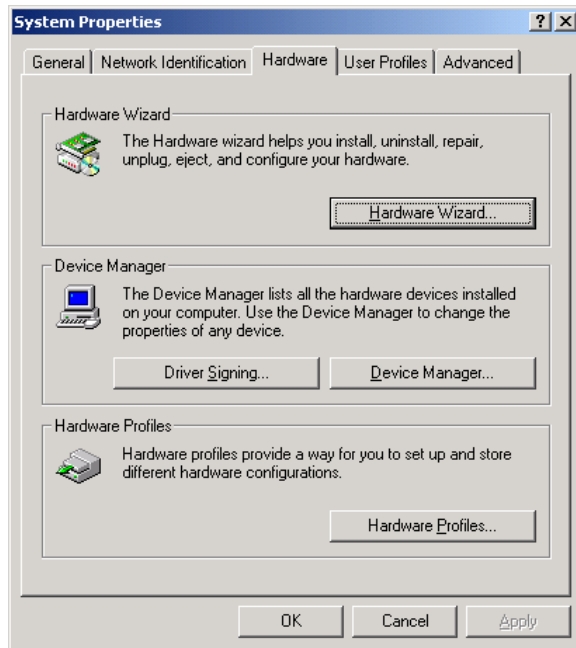 System Properties
General Network Identification Hardware User Profiles Advanced
Hardware Wizard
The Hardware wizard helps you install, uninstall, repair,
unplug, eject, and configure your hardware.
Hardware Wizard...
Device Manager
The Device Manager lists all the hardware devices installed
on your computer. Use the Device Manager to change the
properties of any device.
Driver Signing... Device Manager...
Hardware Profiles
Hardware profiles provide a way for you to set up and store
different hardware configurations.
Hardware Profiles...
OK Cancel Apply